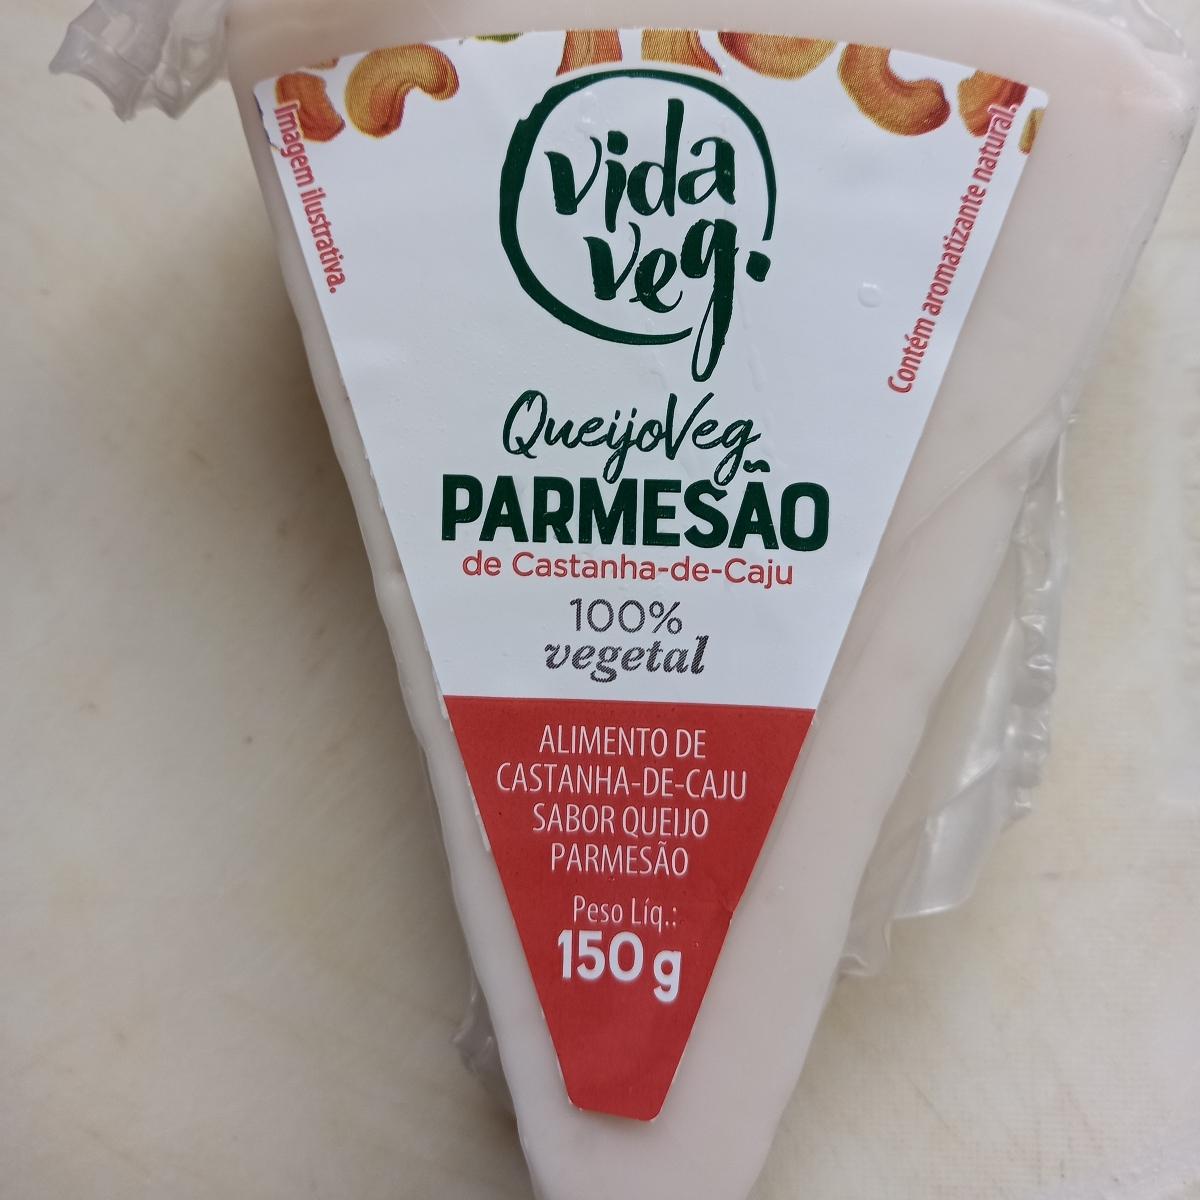 Imagem ilustrativa.
vida
veg.
Contém aromatizante natural.
QueijoVeg
PARMESÃO
de Castanha-de-Caju
100%
vegetal
ALIMENTO DE
CASTANHA-DE-CAJU
SABOR QUEIJO
PARMESÃO
Peso Líq.:
150 g